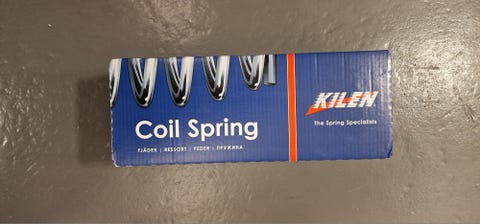 Coil Spring
FJÄDER | RESSORT | FEDER | ПРУЖИНА
KILEN
The Spring Specialists